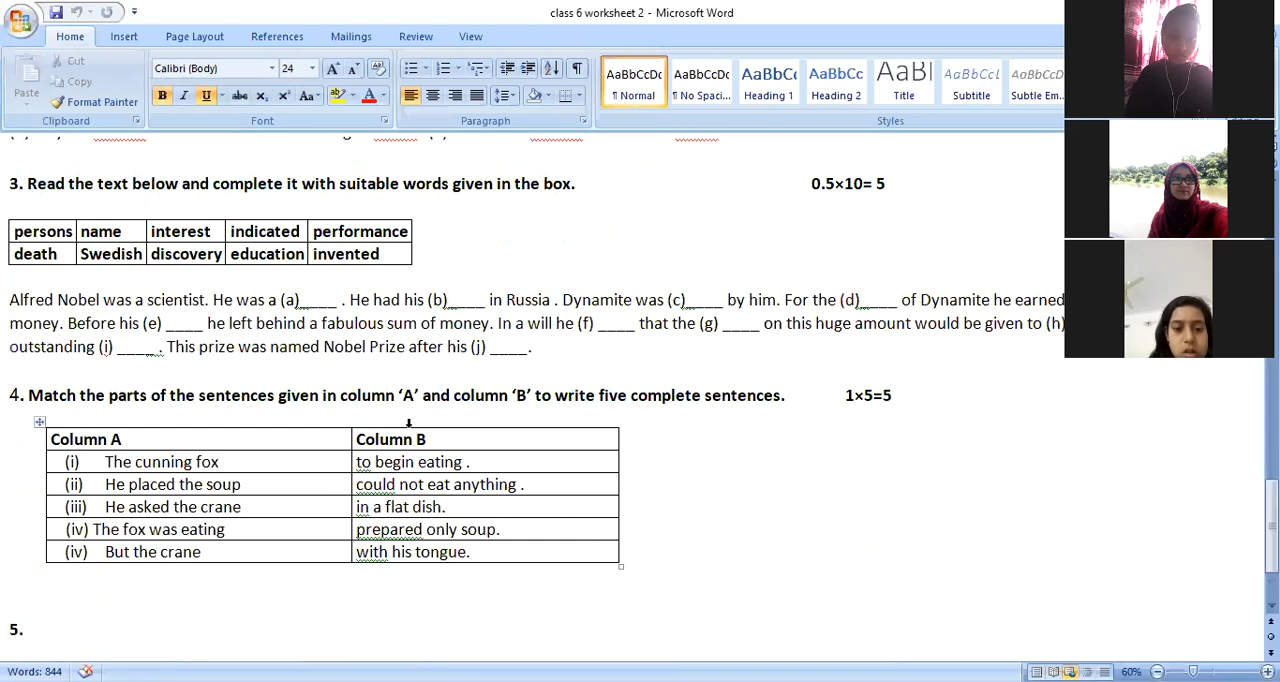 class 6 worksheet 2 - Microsoft Word
Home Insert Page Layout References Mailings Review View
Paste
Cut
Copy
Format Painter
Clipboard
Calibri (Body) 24
B I U abc X₂ X² Aa
Font
Paragraph
AaBbCcDc AaBbCcDc AaBbCc AaBbCc AaBl AaBbCcL AaBbCcD
¶ Normal ¶ No Spaci... Heading 1 Heading 2 Title Subtitle Subtle Em...
Styles
3. Read the text below and complete it with suitable words given in the box. 0.5×10= 5
persons name interest indicated performance
death Swedish discovery education invented
Alfred Nobel was a scientist. He was a (a)_____ . He had his (b)____ in Russia . Dynamite was (c)____ by him. For the (d)____ of Dynamite he earned
money. Before his (e) ____ he left behind a fabulous sum of money. In a will he (f) ____ that the (g) ____ on this huge amount would be given to (h)
outstanding (i) ____ . This prize was named Nobel Prize after his (j) ____.
4. Match the parts of the sentences given in column ‘A’ and column ‘B’ to write five complete sentences. 1×5=5
Column A Column B
(i) The cunning fox to begin eating .
(ii) He placed the soup could not eat anything .
(iii) He asked the crane in a flat dish.
(iv) The fox was eating prepared only soup.
(iv) But the crane with his tongue.
5.
Words: 844 60%